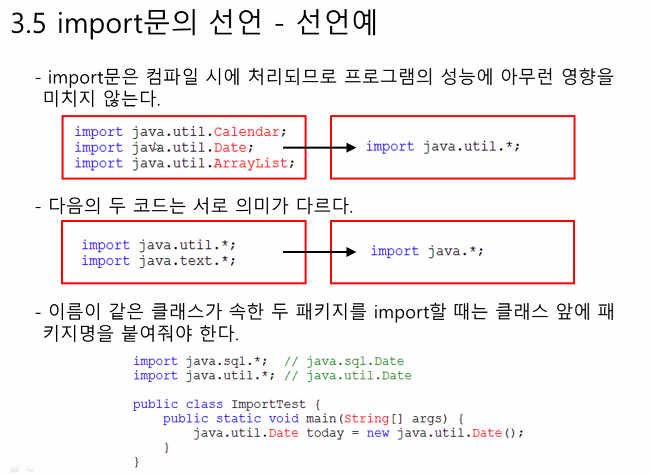 3.5 import문의 선언 - 선언예
- import문은 컴파일 시에 처리되므로 프로그램의 성능에 아무런 영향을
미치지 않는다.
import java.util.Calendar;
import java.util.Date;
import java.util.ArrayList;
import java.util.*;
- 다음의 두 코드는 서로 의미가 다르다.
import java.util.*;
import java.text.*;
import java.*;
- 이름이 같은 클래스가 속한 두 패키지를 import할 때는 클래스 앞에 패
키지명을 붙여줘야 한다.
import java.sql.*;  // java.sql.Date
import java.util.*; // java.util.Date
public class ImportTest {
public static void main(String[] args) {
java.util.Date today = new java.util.Date();
}
}